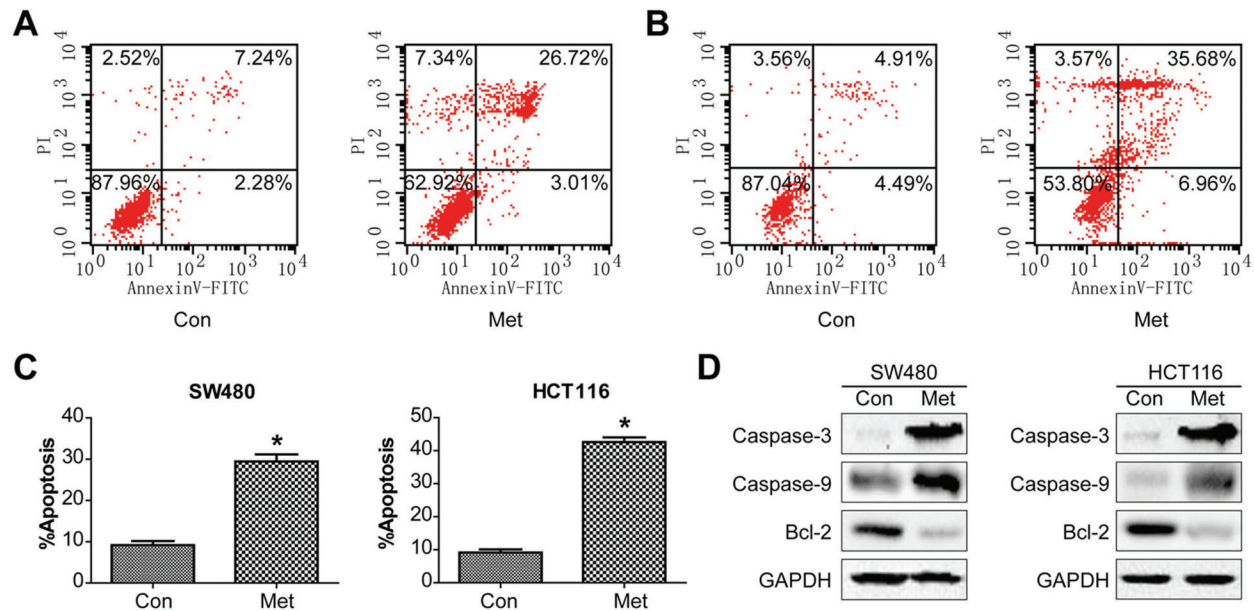 A
B
10^4 2.52% 7.24%
10^3
PI
10^2
10^1 87.96% 2.28%
10^0
10^0 10^1 10^2 10^3 10^4
AnnexinV-FITC
Con
10^4 7.34% 26.72%
10^3
PI
10^2
10^1 62.92% 3.01%
10^0
10^0 10^1 10^2 10^3 10^4
AnnexinV-FITC
Met
10^4 3.56% 4.91%
10^3
PI
10^2
10^1 87.04% 4.49%
10^0
10^0 10^1 10^2 10^3 10^4
AnnexinV-FITC
Con
10^4 3.57% 35.68%
10^3
PI
10^2
10^1 53.80% 6.96%
10^0
10^0 10^1 10^2 10^3 10^4
AnnexinV-FITC
Met
C
SW480
%Apoptosis
40
30
20
10
0
*
Con Met
HCT116
%Apoptosis
50
40
30
20
10
0
*
Con Met
D
SW480
Con Met
Caspase-3
Caspase-9
Bcl-2
GAPDH
HCT116
Con Met
Caspase-3
Caspase-9
Bcl-2
GAPDH